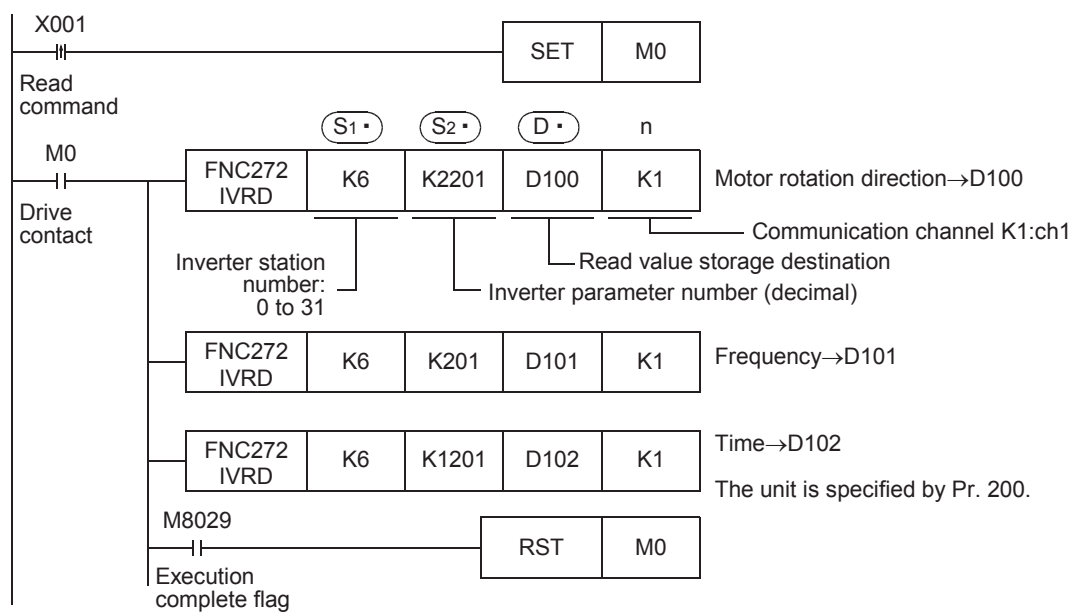 X001
SET M0
Read
command
S1・ S2・ D・ n
M0
FNC272
IVRD
K6 K2201 D100 K1
Motor rotation direction→D100
Drive
contact
Communication channel K1:ch1
Read value storage destination
Inverter parameter number (decimal)
Inverter station
number:
0 to 31
FNC272
IVRD
K6 K201 D101 K1
Frequency→D101
FNC272
IVRD
K6 K1201 D102 K1
Time→D102
The unit is specified by Pr. 200.
M8029
RST M0
Execution
complete flag